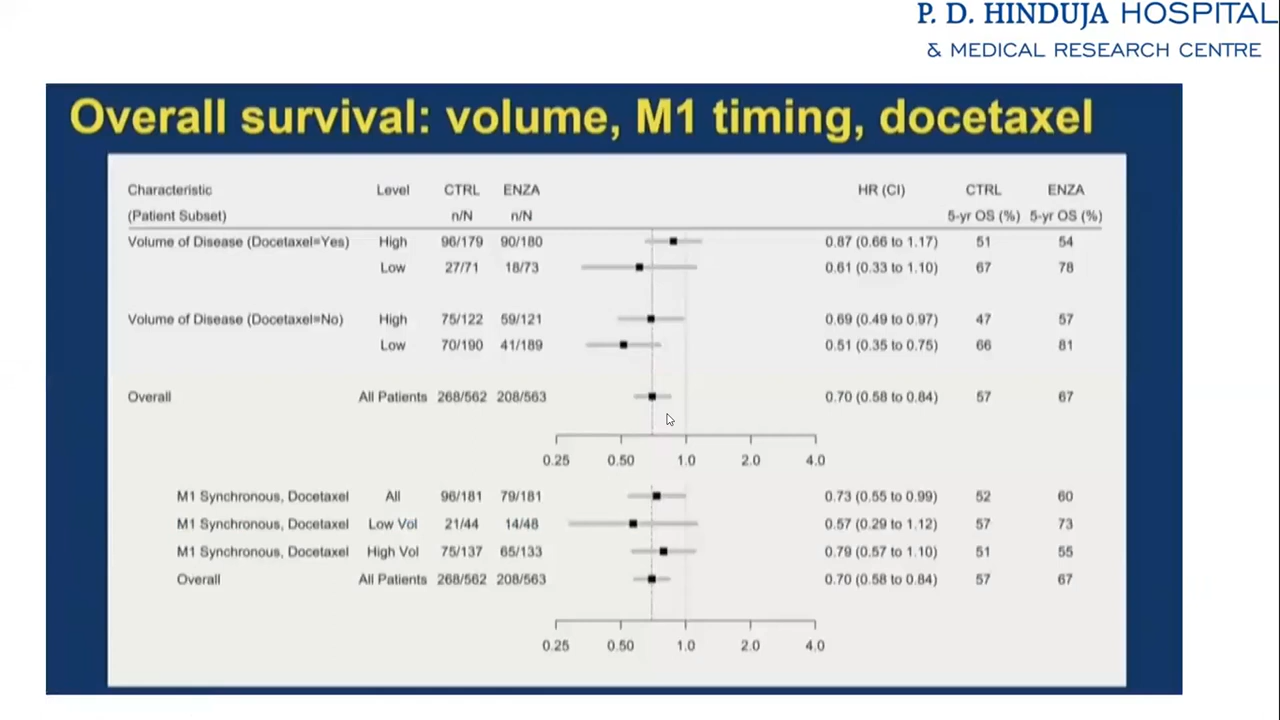 P. D. HINDUJA HOSPITAL
& MEDICAL RESEARCH CENTRE
Overall survival: volume, M1 timing, docetaxel
Characteristic Level CTRL ENZA HR (CI) CTRL ENZA
(Patient Subset) n/N n/N 5-yr OS (%) 5-yr OS (%)
Volume of Disease (Docetaxel=Yes) High 96/179 90/180 0.87 (0.66 to 1.17) 51 54
Low 27/71 18/73 0.61 (0.33 to 1.10) 67 78
Volume of Disease (Docetaxel=No) High 75/122 59/121 0.69 (0.49 to 0.97) 47 57
Low 70/190 41/189 0.51 (0.35 to 0.75) 66 81
Overall All Patients 268/562 208/563 0.70 (0.58 to 0.84) 57 67
0.25 0.50 1.0 2.0 4.0
M1 Synchronous, Docetaxel All 96/181 79/181 0.73 (0.55 to 0.99) 52 60
M1 Synchronous, Docetaxel Low Vol 21/44 14/48 0.57 (0.29 to 1.12) 57 73
M1 Synchronous, Docetaxel High Vol 75/137 65/133 0.79 (0.57 to 1.10) 51 55
Overall All Patients 268/562 208/563 0.70 (0.58 to 0.84) 57 67
0.25 0.50 1.0 2.0 4.0